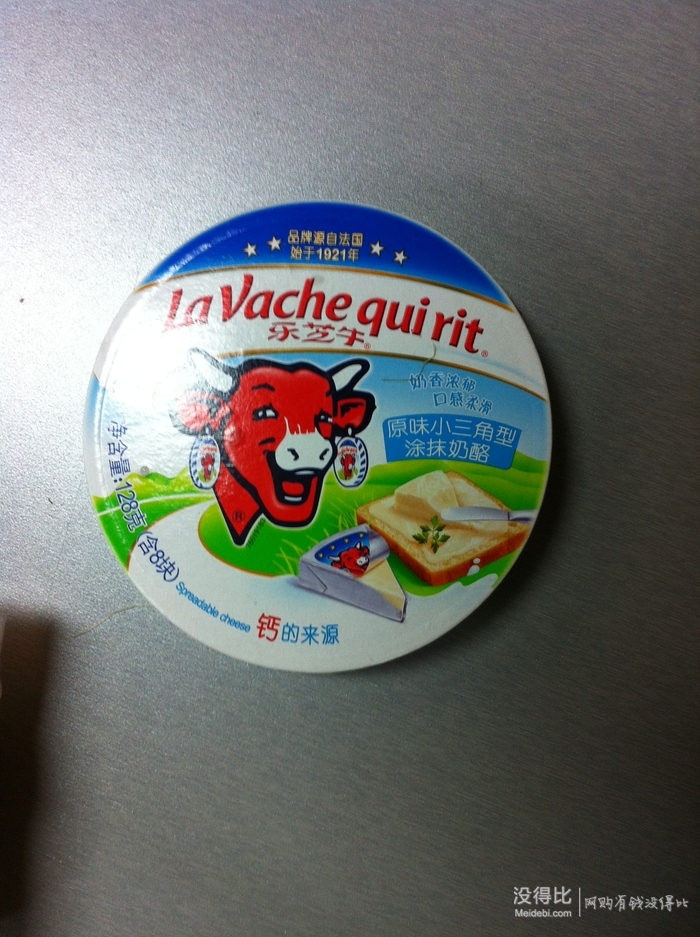 品牌源自法国
始于1921年
La Vache qui rit®
乐芝牛®
奶香浓郁
口感柔滑
原味小三角型
涂抹奶酪
净含量:128克(含8块)
Spreadable cheese
钙的来源
没得比
Meidebi.com
网购有钱没得比